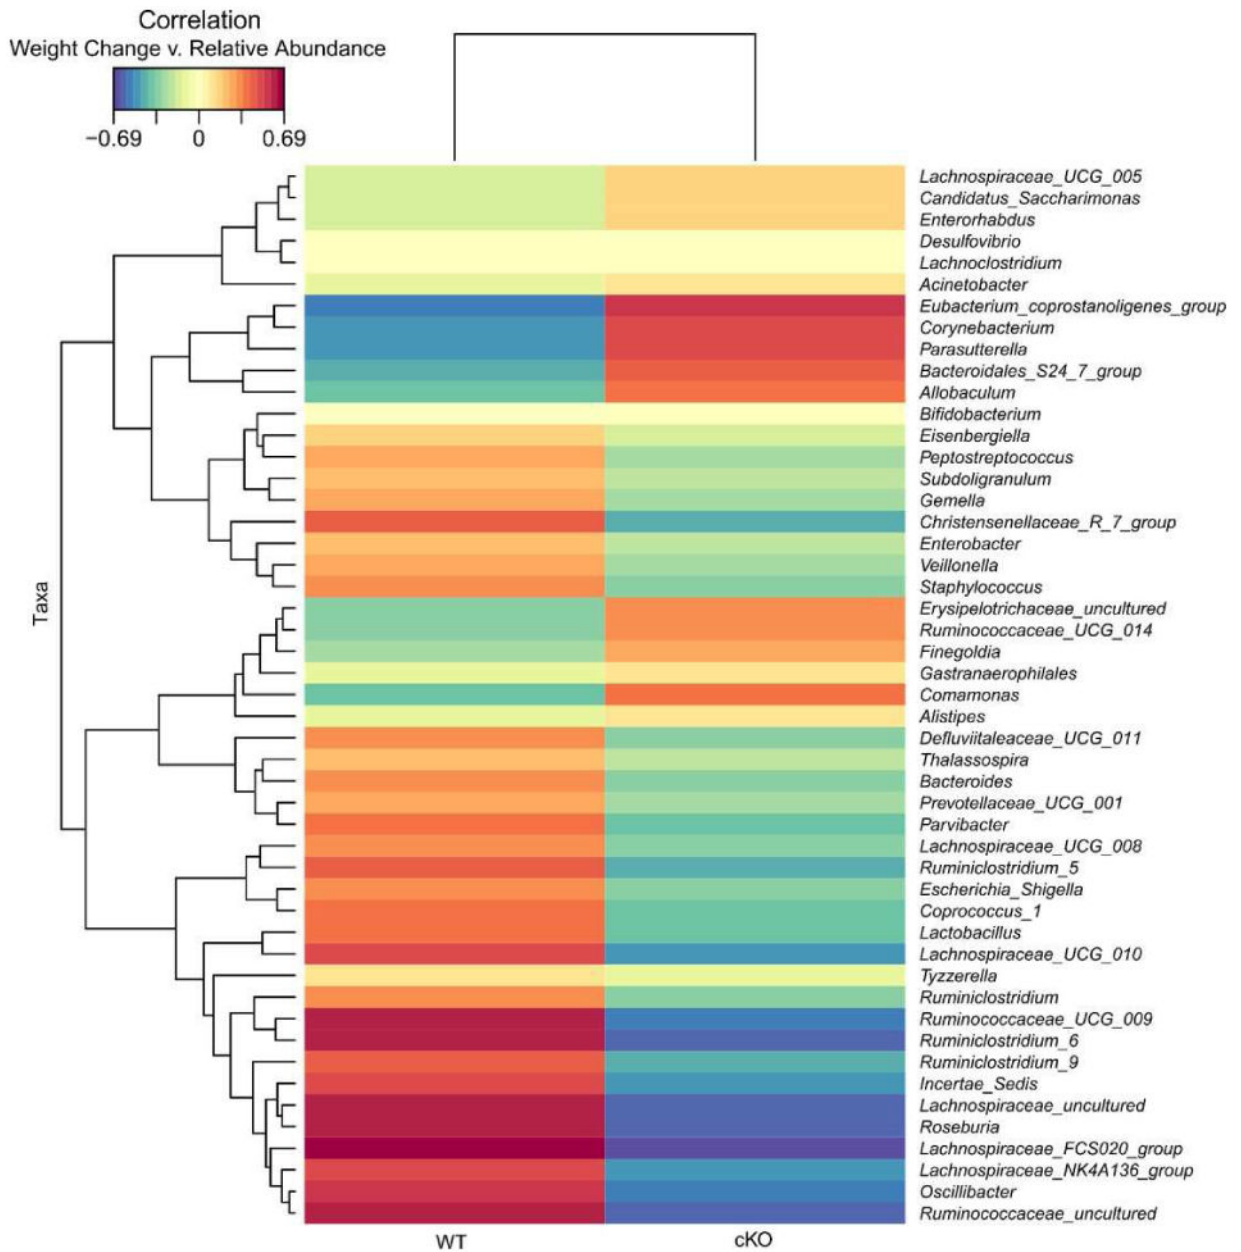 Correlation
Weight Change v. Relative Abundance
−0.69 0 0.69
Lachnospiraceae_UCG_005
Candidatus_Saccharimonas
Enterorhabdus
Desulfovibrio
Lachnoclostridium
Acinetobacter
Eubacterium_coprostanoligenes_group
Corynebacterium
Parasutterella
Bacteroidales_S24_7_group
Allobaculum
Bifidobacterium
Eisenbergiella
Peptostreptococcus
Subdoligranulum
Gemella
Christensenellaceae_R_7_group
Enterobacter
Veillonella
Staphylococcus
Taxa
Erysipelotrichaceae_uncultured
Ruminococcaceae_UCG_014
Finegoldia
Gastranaerophilales
Comamonas
Alistipes
Defluviitaleaceae_UCG_011
Thalassospira
Bacteroides
Prevotellaceae_UCG_001
Parvibacter
Lachnospiraceae_UCG_008
Ruminiclostridium_5
Escherichia_Shigella
Coprococcus_1
Lactobacillus
Lachnospiraceae_UCG_010
Tyzzerella
Ruminiclostridium
Ruminococcaceae_UCG_009
Ruminiclostridium_6
Ruminiclostridium_9
Incertae_Sedis
Lachnospiraceae_uncultured
Roseburia
Lachnospiraceae_FCS020_group
Lachnospiraceae_NK4A136_group
Oscillibacter
Ruminococcaceae_uncultured
WT cKO